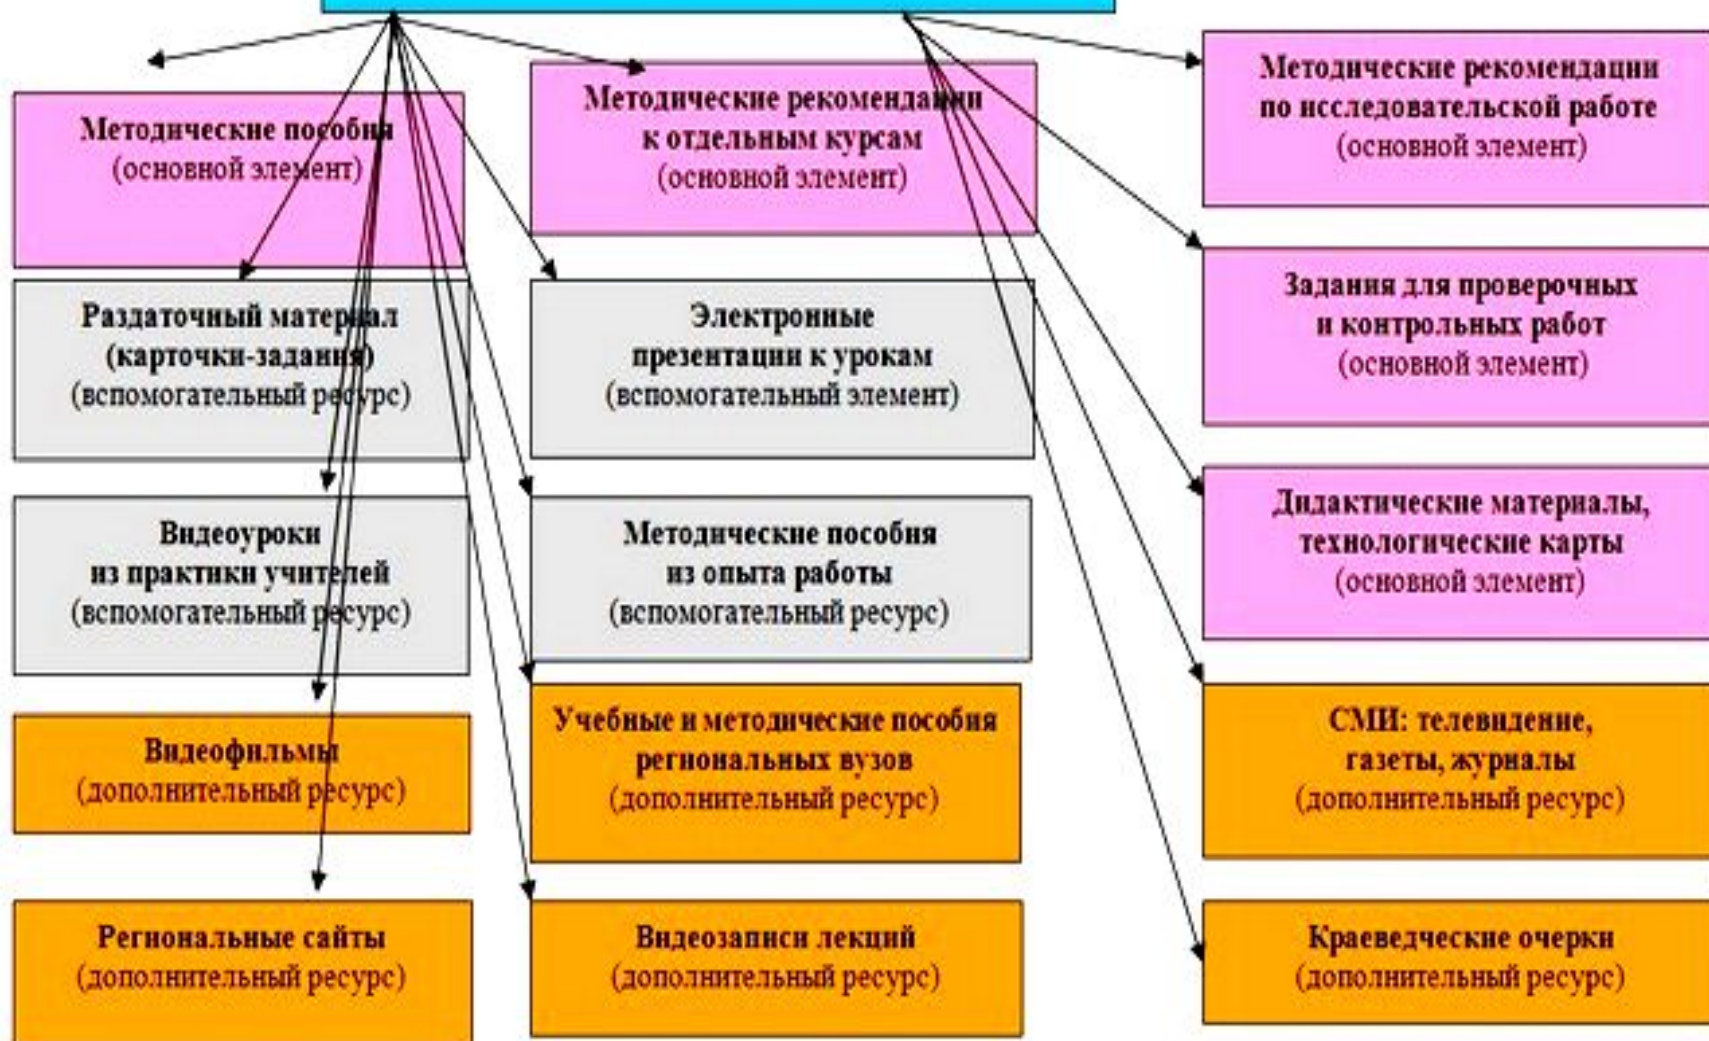 Методические пособия
(основной элемент)
Методические рекомендации
к отдельным курсам
(основной элемент)
Методические рекомендации
по исследовательской работе
(основной элемент)
Раздаточный материал
(карточки-задания)
(вспомогательный ресурс)
Электронные
презентации к урокам
(вспомогательный элемент)
Задания для проверочных
и контрольных работ
(основной элемент)
Видеоуроки
из практики учителей
(вспомогательный ресурс)
Методические пособия
из опыта работы
(вспомогательный ресурс)
Дидактические материалы,
технологические карты
(основной элемент)
Видеофильмы
(дополнительный ресурс)
Учебные и методические пособия
региональных вузов
(дополнительный ресурс)
СМИ: телевидение,
газеты, журналы
(дополнительный ресурс)
Региональные сайты
(дополнительный ресурс)
Видеозаписи лекций
(дополнительный ресурс)
Краеведческие очерки
(дополнительный ресурс)